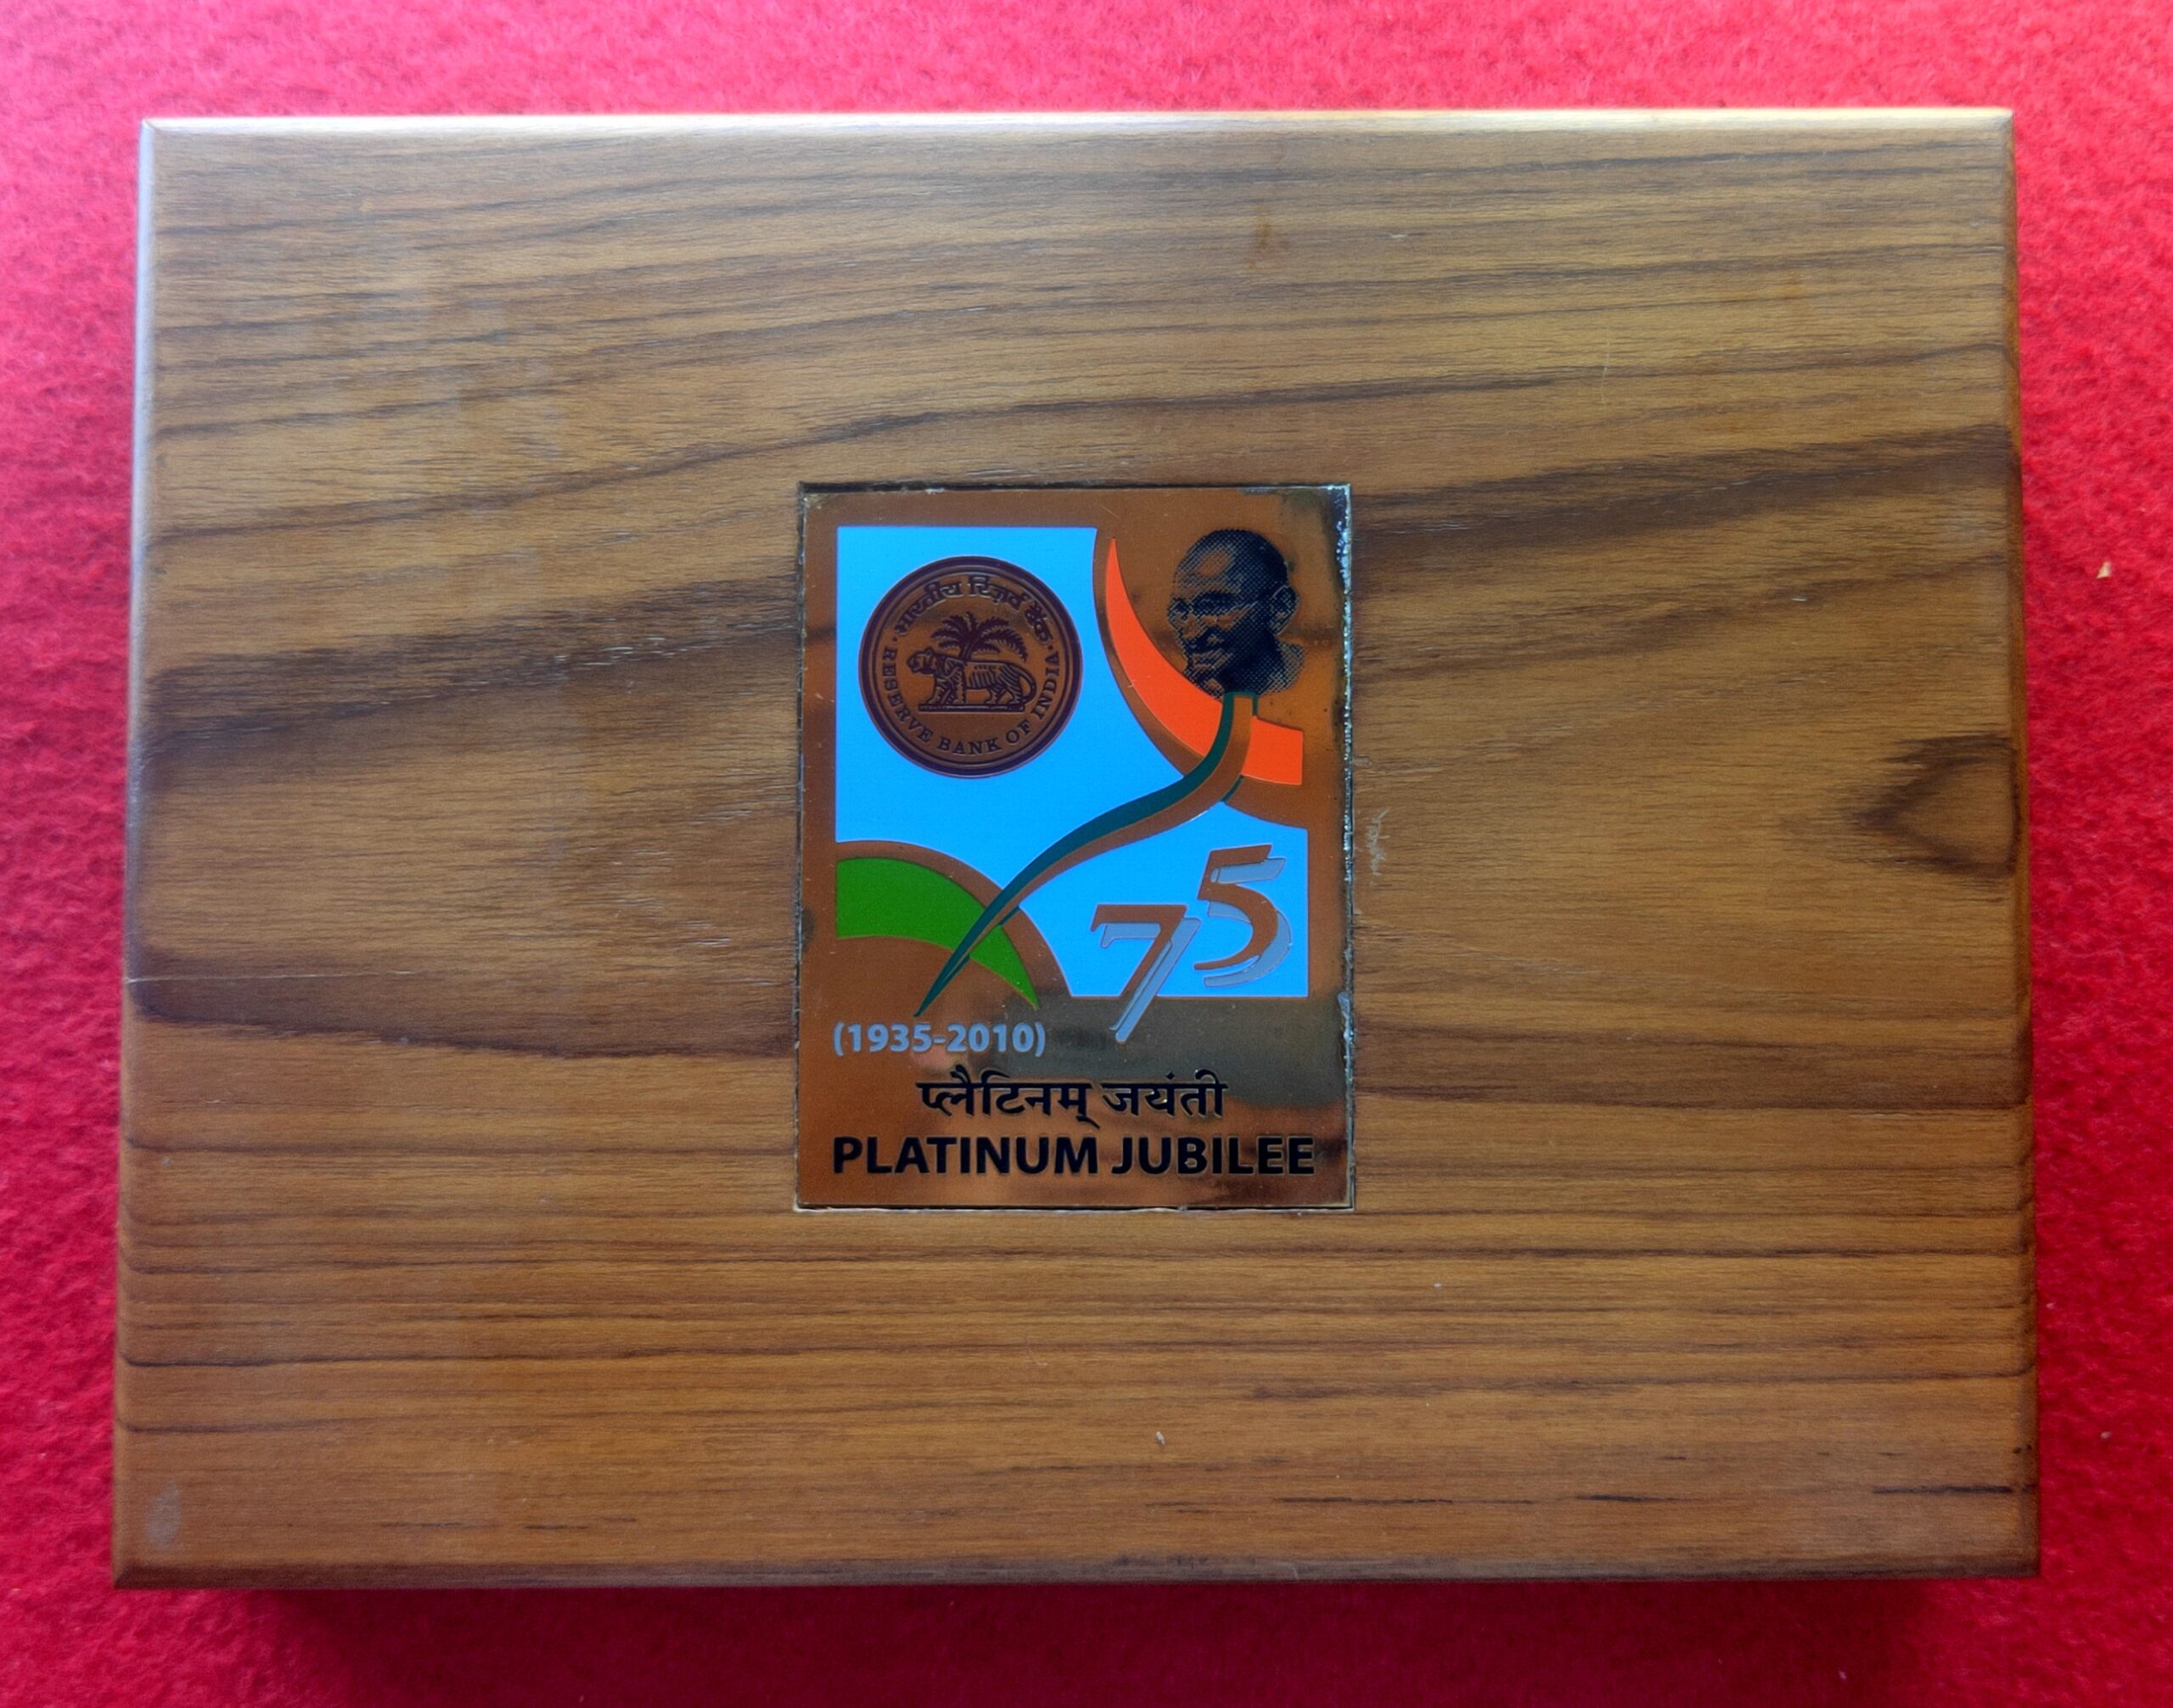 भारतीय रिज़र्व बैंक
RESERVE BANK OF INDIA
75
(1935-2010)
प्लैटिनम् जयंती
PLATINUM JUBILEE